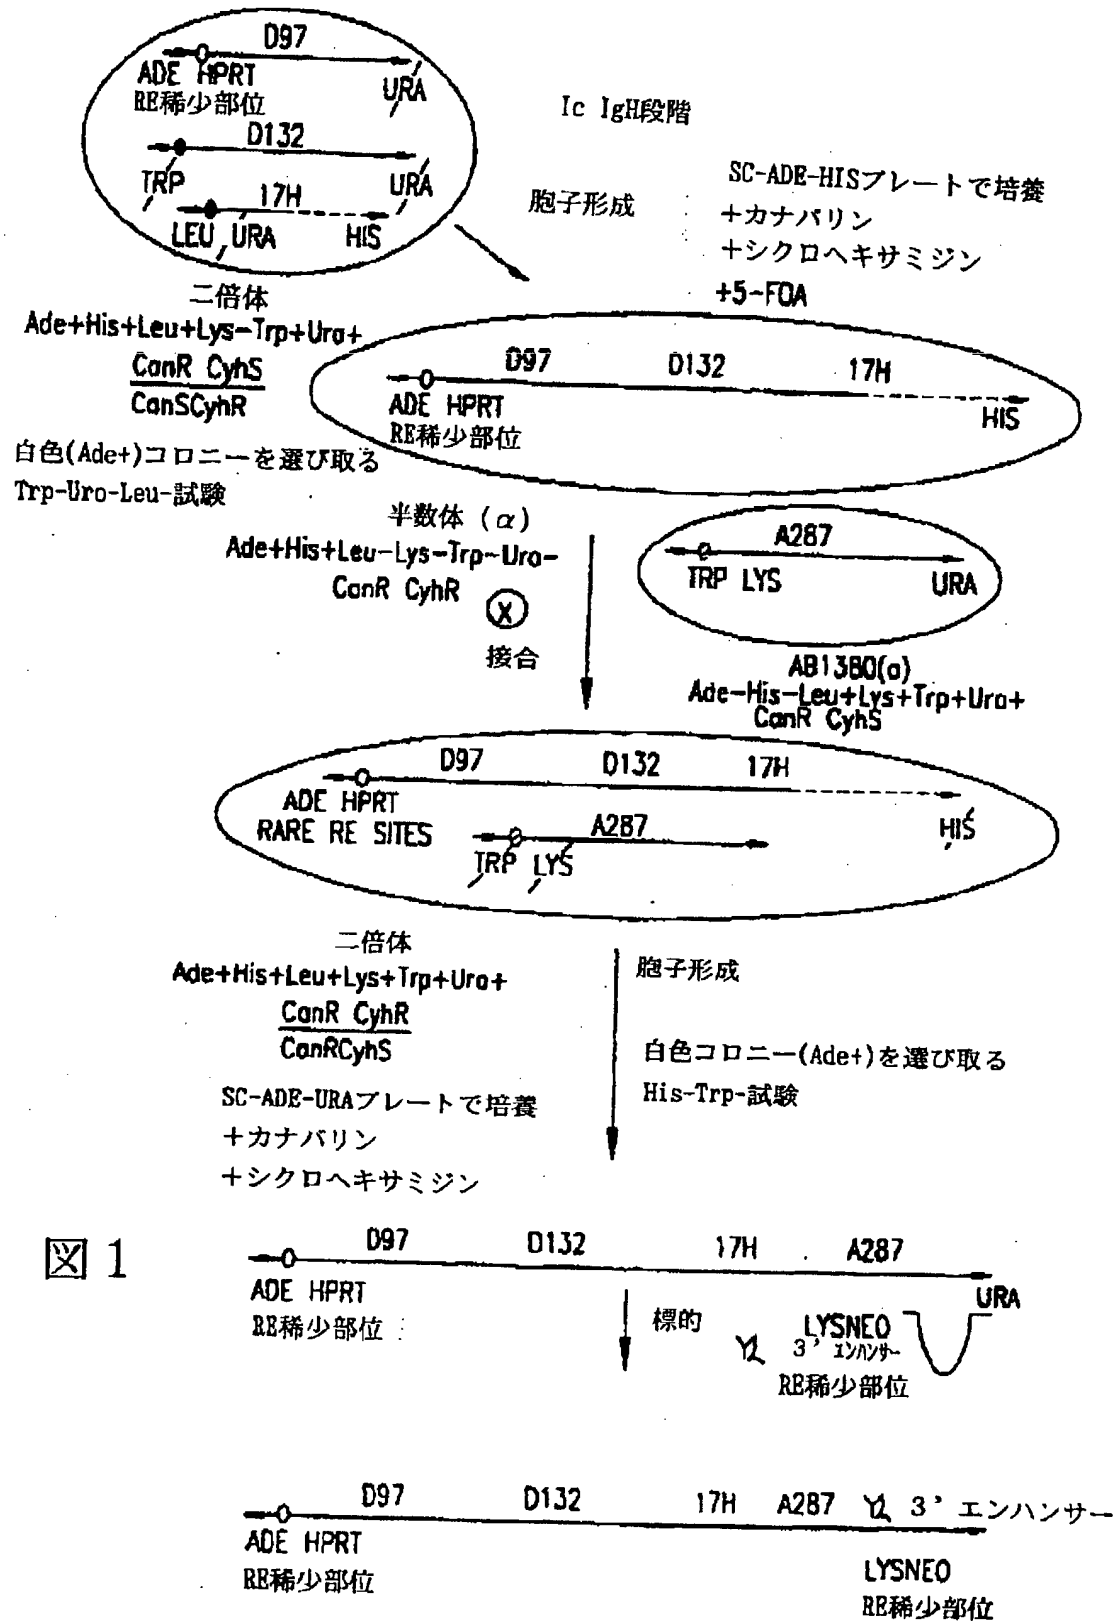 D97
ADE HPRT
RE稀少部位
URA
D132
TRP
URA
17H
LEU URA HIS
Ic IgH段階
胞子形成
SC-ADE-HISプレートで培養
+カナバリン
+シクロヘキサミジン
+5-FOA
二倍体
Ade+His+Leu+Lys-Trp+Ura+
CanR CyhS
CanSCyhR
白色(Ade+)コロニーを選び取る
Trp-Uro-Leu-試験
D97 D132 17H
ADE HPRT
RE稀少部位
HIS
半数体 (α)
Ade+His+Leu-Lys-Trp-Ura-
CanR CyhR
X
接合
A287
TRP LYS URA
AB1380(a)
Ade-His-Leu+Lys+Trp+Ura+
CanR CyhS
D97 D132 17H
ADE HPRT
RARE RE SITES
HIS
A287
TRP LYS
二倍体
Ade+His+Leu+Lys+Trp+Ura+
CanR CyhR
CanRCyhS
胞子形成
白色コロニー(Ade+)を選び取る
His-Trp-試験
SC-ADE-URAプレートで培養
+カナバリン
+シクロヘキサミジン
図1
D97 D132 17H A287
ADE HPRT
RE稀少部位
URA
標的
LYSNEO
γ2 3'エンハンサー
RE稀少部位
D97 D132 17H A287 γ2 3'エンハンサー
ADE HPRT
RE稀少部位
LYSNEO
RE稀少部位